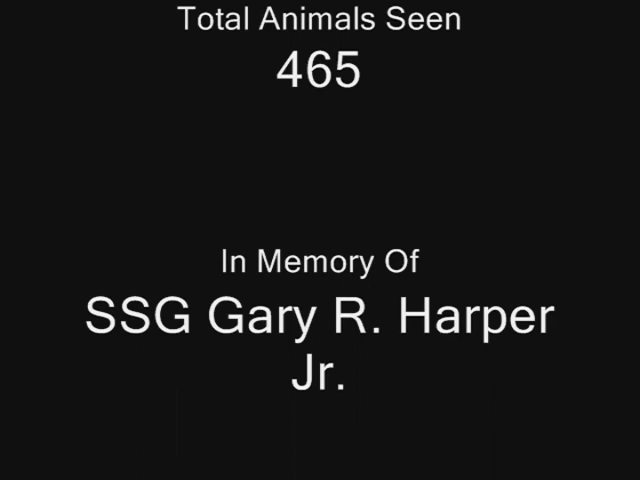 Total Animals Seen
465
In Memory Of
SSG Gary R. Harper
Jr.